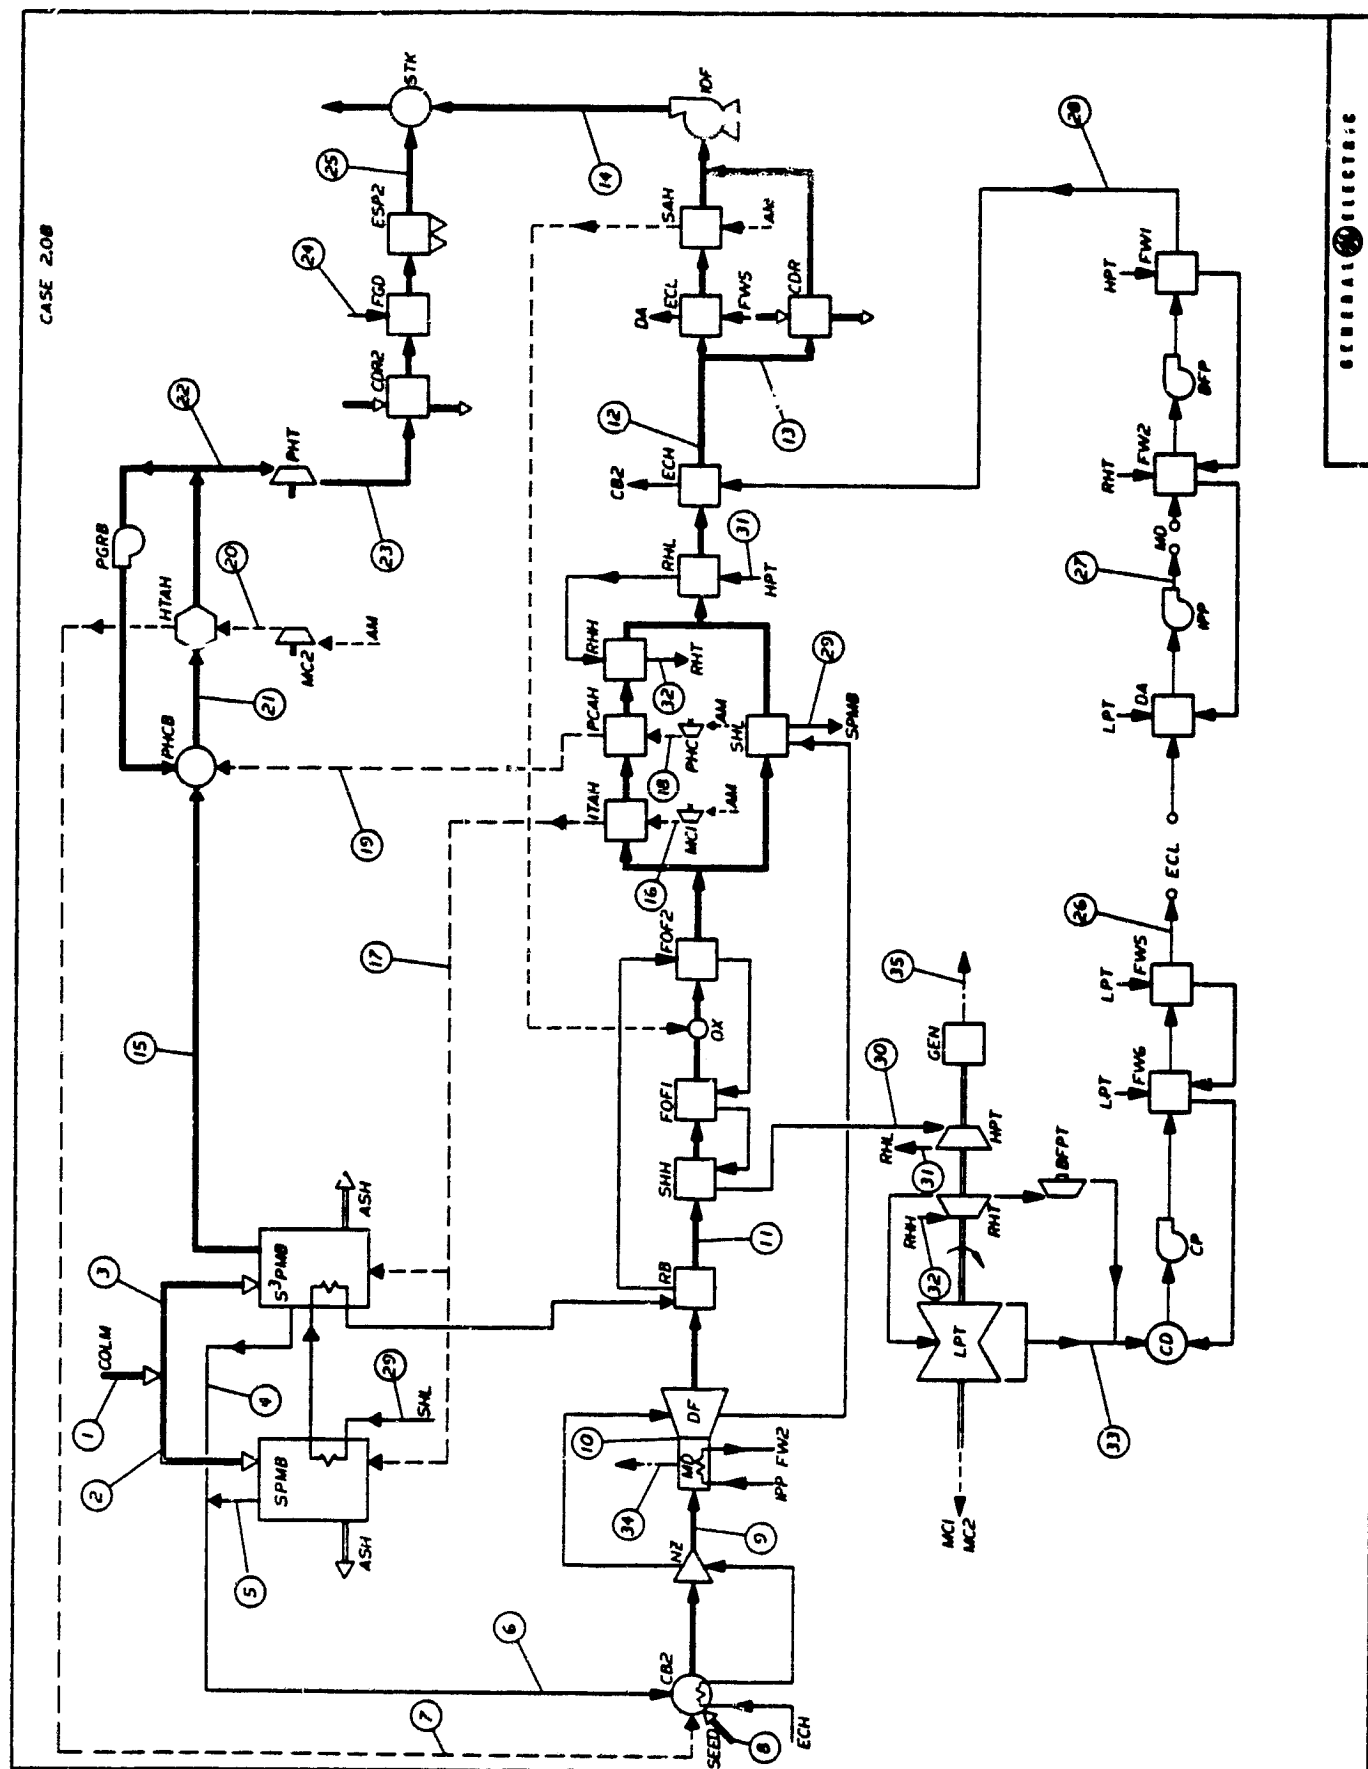 CASE 2.0B
STK
25
ESP2
24
FGD
CDR2
22
PHT
23
PGRB
HTAH
20
AM
MC2
21
PHCB
19
15
17
14
IDF
SAH
AM
DA
ECL
FWS
CDR
13
12
CB2
ECH
RHL
31
HPT
RHH
32
RHT
PCAH
18
PHC
AM
SHL
29
SPMB
ITAH
16
MC1
AM
FOF2
OX
FOF1
SHH
11
RB
3
COLM
1
2
4
S³PMB
ASH
29
SHL
SPMB
5
ASH
6
7
CB2
SEED
8
ECH
NZ
9
34
MD
10
DF
IPP
FW2
28
HPT
FW1
BFP
RHT
FW2
MD
27
IPP
LPT
DA
ECL
26
LPT
FW5
LPT
FW6
CP
CD
33
35
GEN
30
HPT
RHL
31
BFPT
RHT
RHH
32
LPT
MC1
MC2
GENERAL GE ELECTRIC